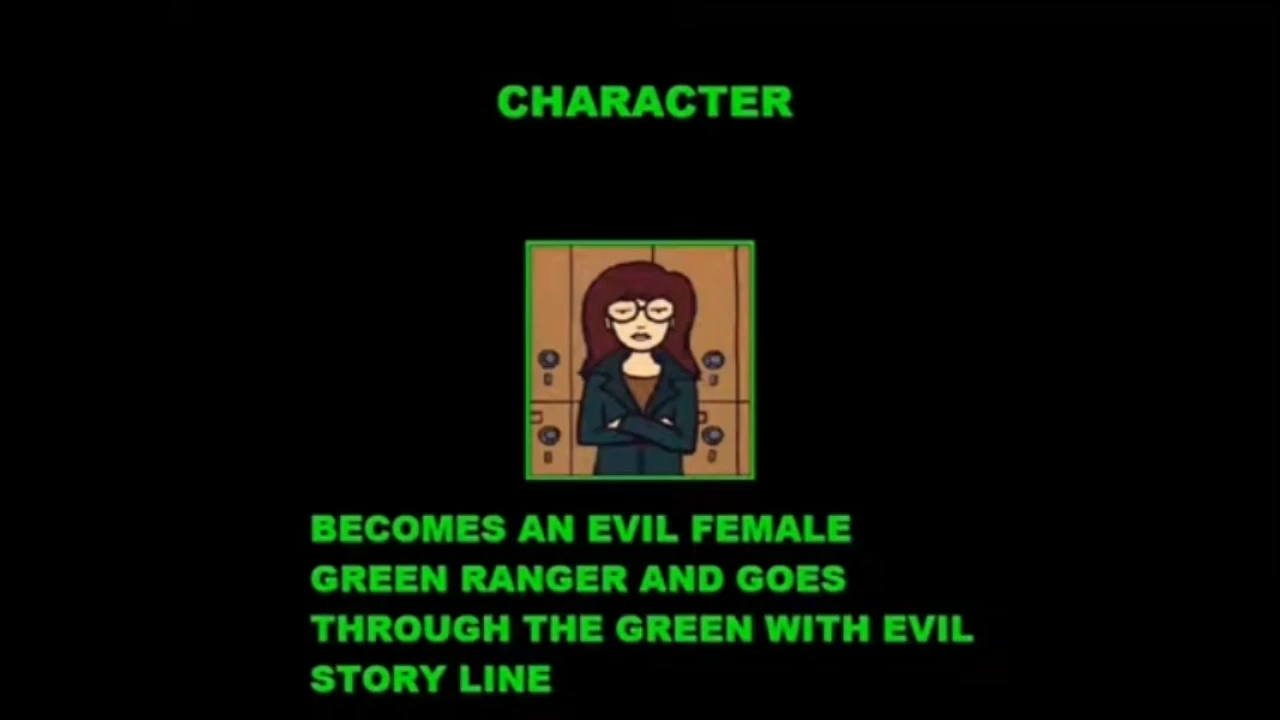 CHARACTER
BECOMES AN EVIL FEMALE
GREEN RANGER AND GOES
THROUGH THE GREEN WITH EVIL
STORY LINE